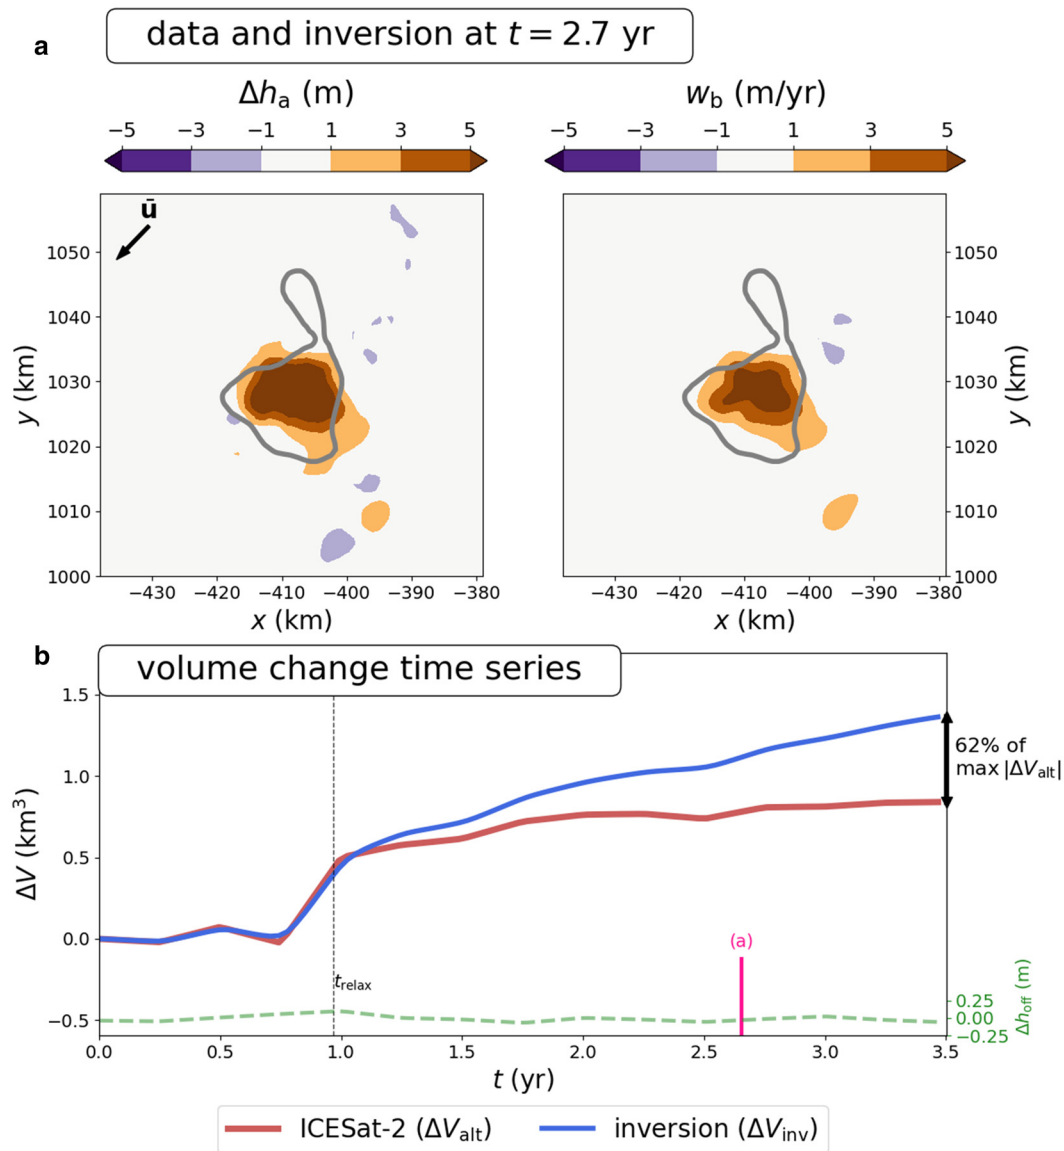 a
data and inversion at t = 2.7 yr
Δhₐ (m)
−5 −3 −1 1 3 5
w_b (m/yr)
−5 −3 −1 1 3 5
ū
1050
1040
1030
1020
1010
1000
y (km)
−430 −420 −410 −400 −390 −380
x (km)
1050
1040
1030
1020
1010
1000
y (km)
−430 −420 −410 −400 −390 −380
x (km)
b
volume change time series
1.5
1.0
0.5
0.0
−0.5
ΔV (km³)
62% of
max |ΔV_alt|
t_relax
(a)
0.25
0.00
−0.25
Δh_off (m)
0.0 0.5 1.0 1.5 2.0 2.5 3.0 3.5
t (yr)
ICESat-2 (ΔV_alt)
inversion (ΔV_inv)